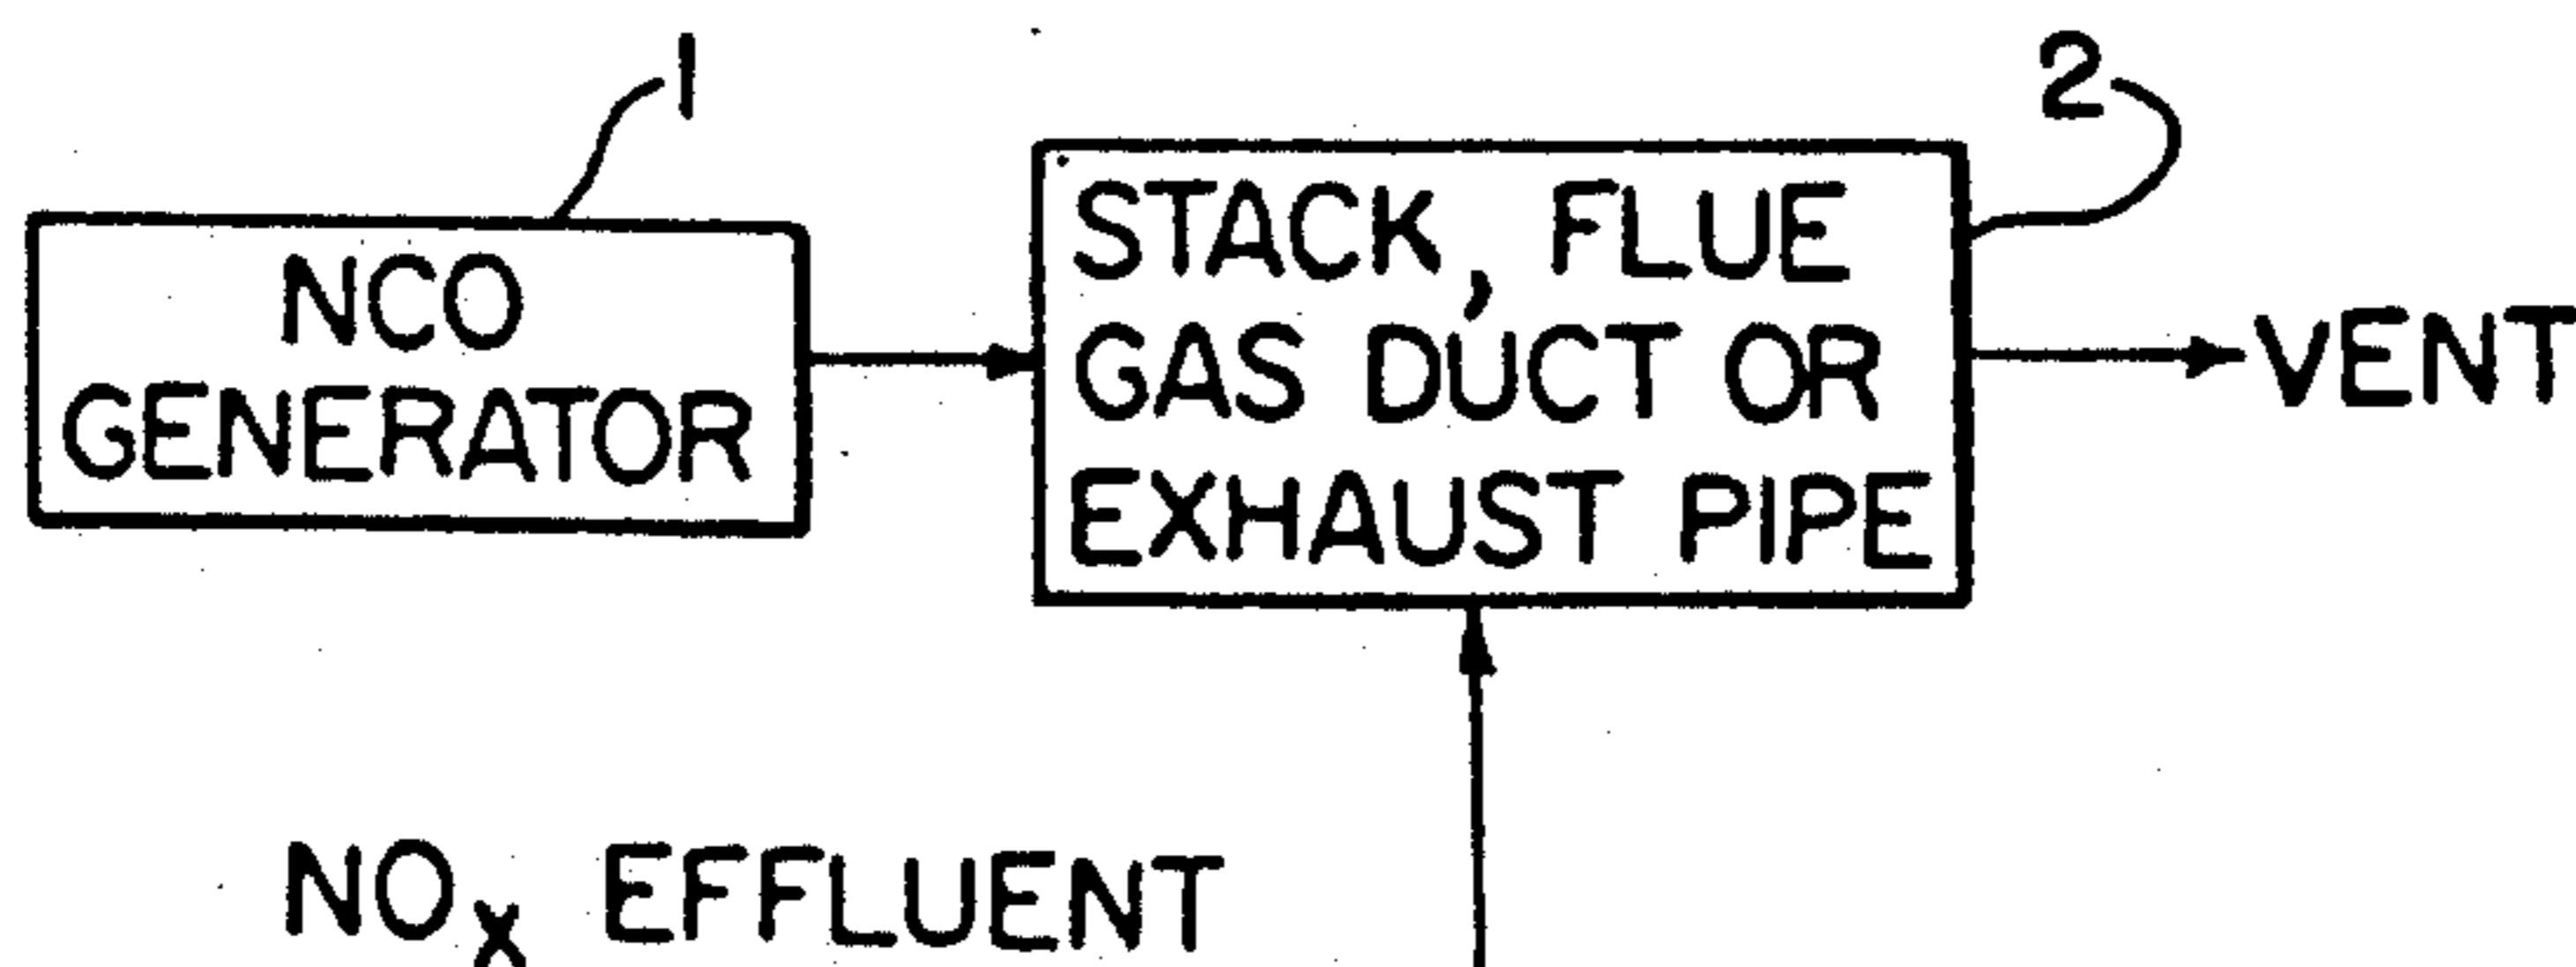 1
2
NCO
GENERATOR
STACK, FLUE
GAS DUCT OR
EXHAUST PIPE
VENT
NOx EFFLUENT